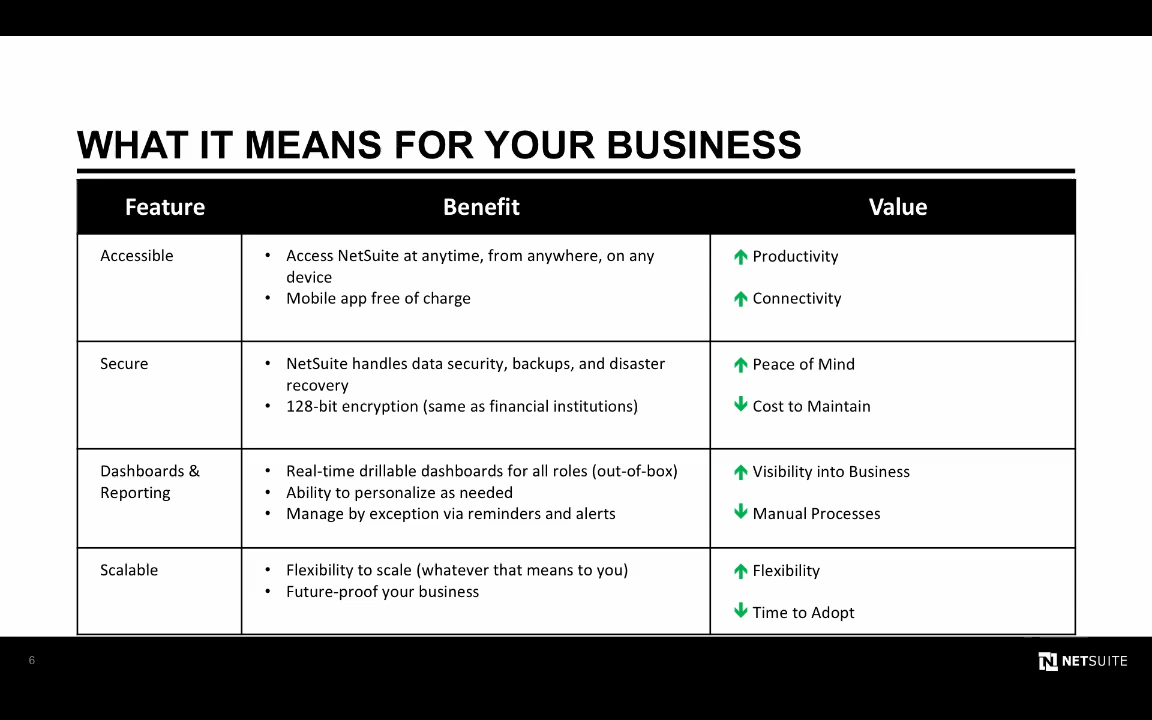 WHAT IT MEANS FOR YOUR BUSINESS
Feature
Benefit
Value
Accessible
• Access NetSuite at anytime, from anywhere, on any
device
• Mobile app free of charge
Productivity
Connectivity
Secure
• NetSuite handles data security, backups, and disaster
recovery
• 128-bit encryption (same as financial institutions)
Peace of Mind
Cost to Maintain
Dashboards &
Reporting
• Real-time drillable dashboards for all roles (out-of-box)
• Ability to personalize as needed
• Manage by exception via reminders and alerts
Visibility into Business
Manual Processes
Scalable
• Flexibility to scale (whatever that means to you)
• Future-proof your business
Flexibility
Time to Adopt
6
NETSUITE